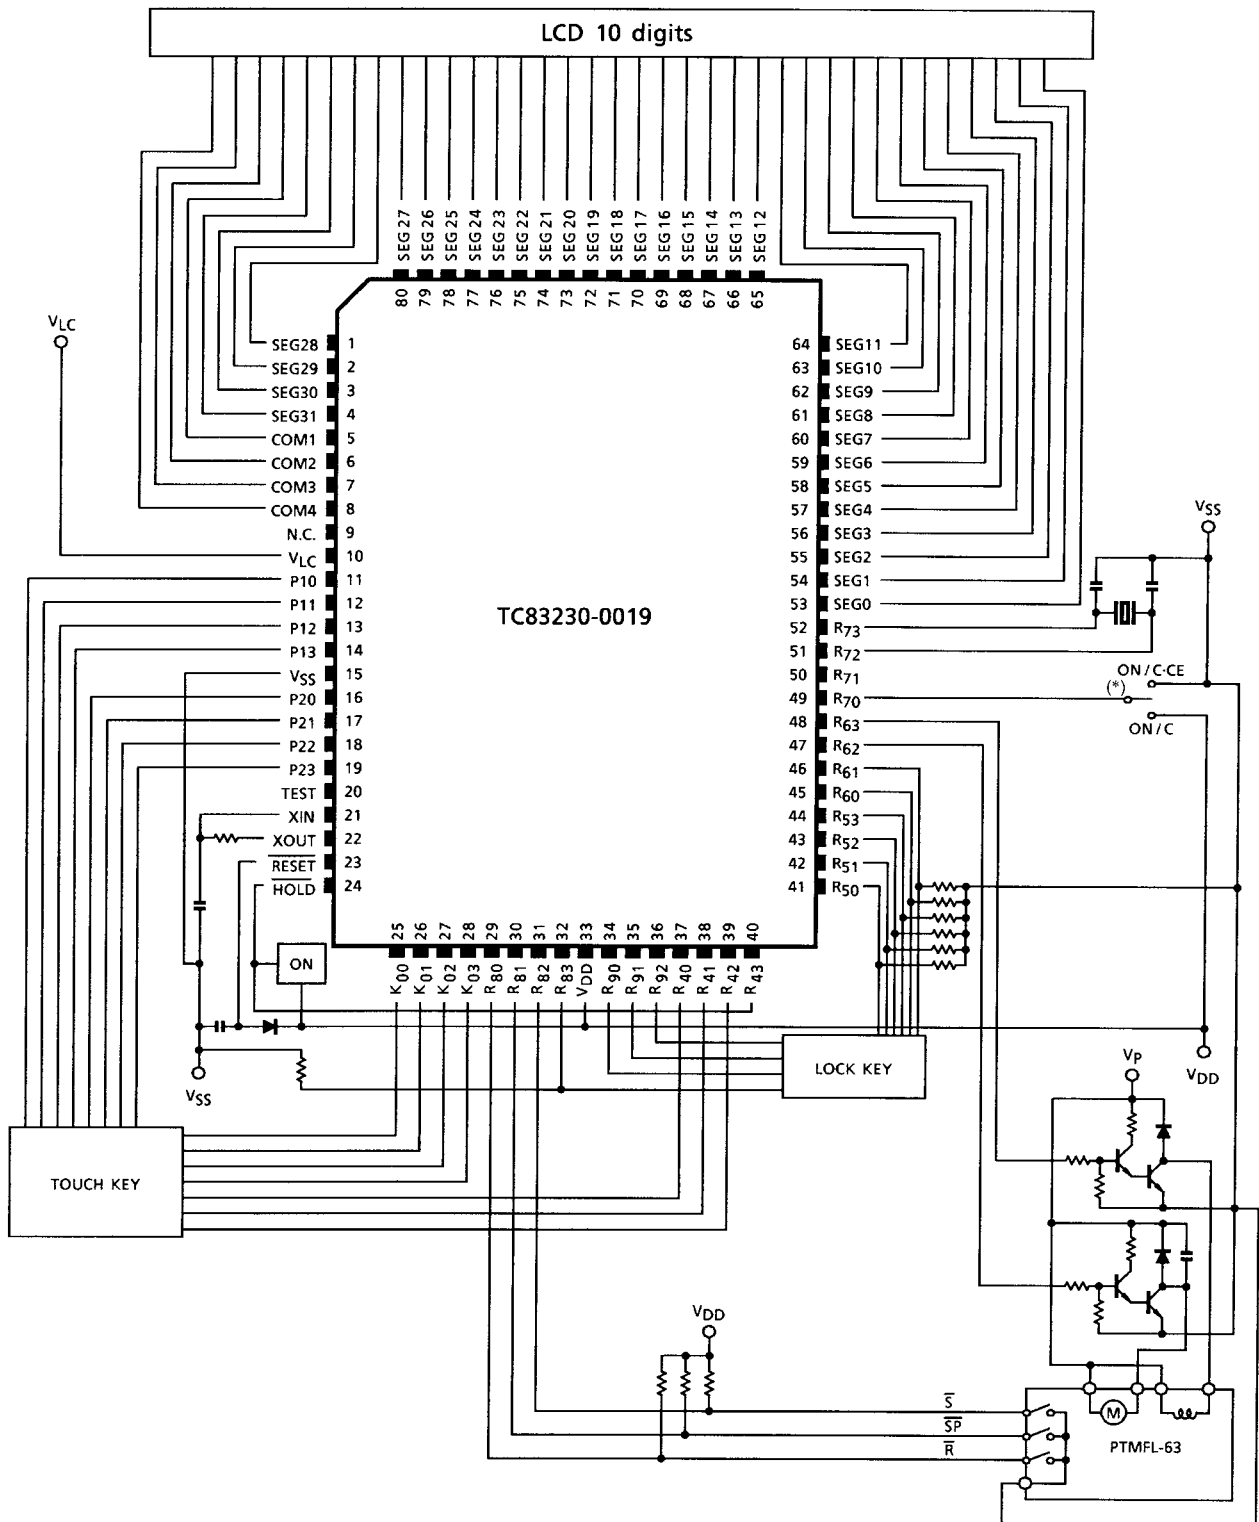 LCD 10 digits
SEG27 SEG26 SEG25 SEG24 SEG23 SEG22 SEG21 SEG20 SEG19 SEG18 SEG17 SEG16 SEG15 SEG14 SEG13 SEG12
80 79 78 77 76 75 74 73 72 71 70 69 68 67 66 65
VLC
SEG28 1
SEG29 2
SEG30 3
SEG31 4
COM1 5
COM2 6
COM3 7
COM4 8
N.C. 9
VLC 10
P10 11
P11 12
P12 13
P13 14
VSS 15
P20 16
P21 17
P22 18
P23 19
TEST 20
XIN 21
XOUT 22
RESET 23
HOLD 24
TC83230-0019
64 SEG11
63 SEG10
62 SEG9
61 SEG8
60 SEG7
59 SEG6
58 SEG5
57 SEG4
56 SEG3
55 SEG2
54 SEG1
53 SEG0
52 R73
51 R72
50 R71
49 R70
48 R63
47 R62
46 R61
45 R60
44 R53
43 R52
42 R51
41 R50
VSS
ON/C·CE
(*)
ON/C
25 26 27 28 29 30 31 32 33 34 35 36 37 38 39 40
K00 K01 K02 K03 R80 R81 R82 R83 VDD R90 R91 R92 R40 R41 R42 R43
ON
VSS
LOCK KEY
VP
VDD
TOUCH KEY
VDD
S
SP
R
M
PTMFL-63